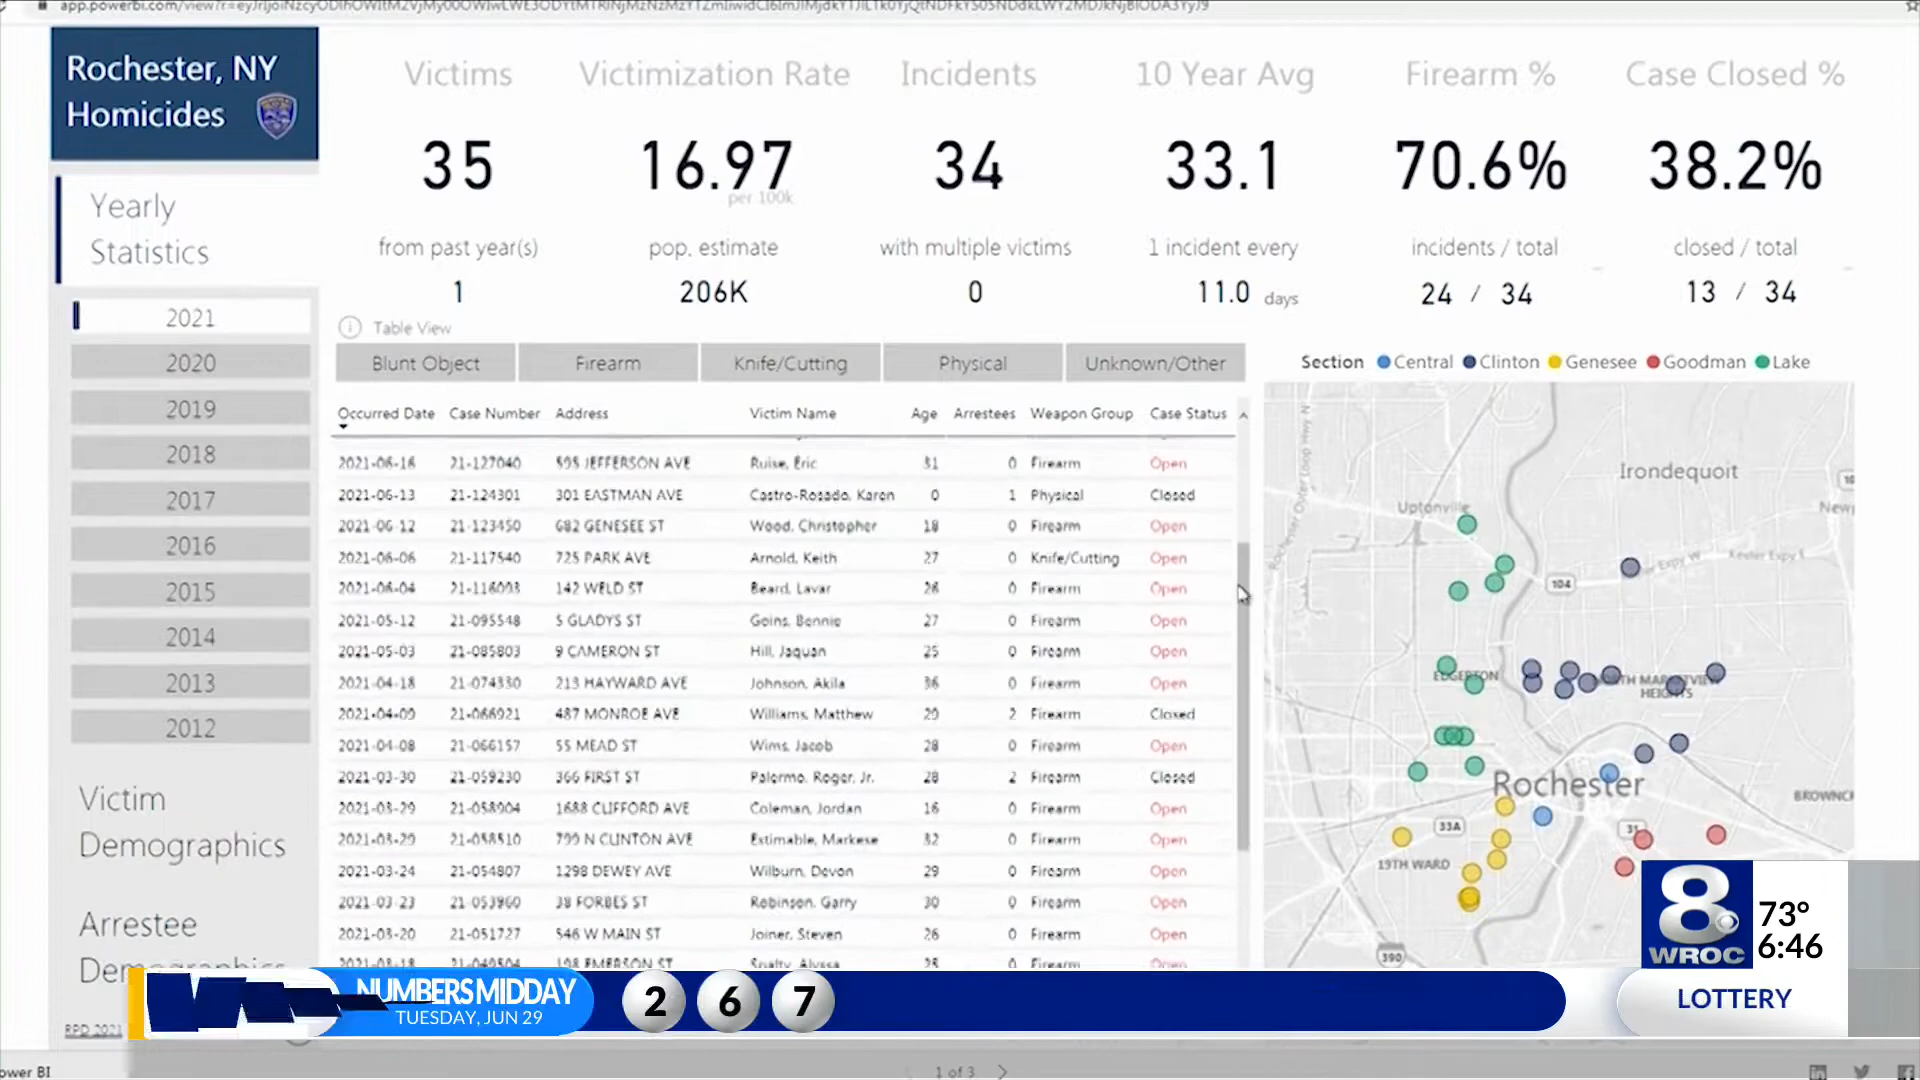 Rochester, NY
Homicides
Yearly
Statistics
2021
2020
2019
2018
2017
2016
2015
2014
2013
2012
Victim
Demographics
Arrestee
RPD 2021
Victims
35
from past year(s)
1
Victimization Rate
16.97
per 100k
pop. estimate
206K
Incidents
34
with multiple victims
0
10 Year Avg
33.1
1 incident every
11.0 days
Firearm %
70.6%
incidents / total
24 / 34
Case Closed %
38.2%
closed / total
13 / 34
Table View
Blunt Object Firearm Knife/Cutting Physical Unknown/Other
Occurred Date Case Number Address Victim Name Age Arrestees Weapon Group Case Status
2021-06-16 21-127040 595 JEFFERSON AVE Ruise, Eric 31 0 Firearm Open
2021-06-13 21-124301 301 EASTMAN AVE Castro-Rosado, Karen 0 1 Physical Closed
2021-06-12 21-123450 682 GENESEE ST Wood, Christopher 18 0 Firearm Open
2021-06-06 21-117540 725 PARK AVE Arnold, Keith 27 0 Knife/Cutting Open
2021-06-04 21-116093 142 WELD ST Beard, Lavar 26 0 Firearm Open
2021-05-12 21-095548 5 GLADYS ST Goins, Bennie 27 0 Firearm Open
2021-05-03 21-085803 9 CAMERON ST Hill, Jaquan 25 0 Firearm Open
2021-04-18 21-074330 213 HAYWARD AVE Johnson, Akila 36 0 Firearm Open
2021-04-09 21-066921 487 MONROE AVE Williams, Matthew 29 2 Firearm Closed
2021-04-08 21-066157 55 MEAD ST Wims, Jacob 28 0 Firearm Open
2021-03-30 21-059230 366 FIRST ST Palermo, Roger, Jr. 28 2 Firearm Closed
2021-03-29 21-058904 1688 CLIFFORD AVE Coleman, Jordan 16 0 Firearm Open
2021-03-29 21-058510 799 N CLINTON AVE Estimable, Markese 32 0 Firearm Open
2021-03-24 21-054807 1298 DEWEY AVE Wilburn, Devon 29 0 Firearm Open
2021-03-23 21-053960 38 FORBES ST Robinson, Garry 30 0 Firearm Open
2021-03-20 21-051727 546 W MAIN ST Joiner, Steven 26 0 Firearm Open
2021-03-18 EMERSON ST Alyssa 0 Firearm Open
Section Central Clinton Genesee Goodman Lake
Irondequoit
Uptonville
104
EDGERTON
HEIGHTS
Rochester
33A
31
19TH WARD
390
8
WROC
73°
6:46
LOTTERY
NUMBERS MIDDAY
TUESDAY, JUN 29
2 6 7
1 of 3